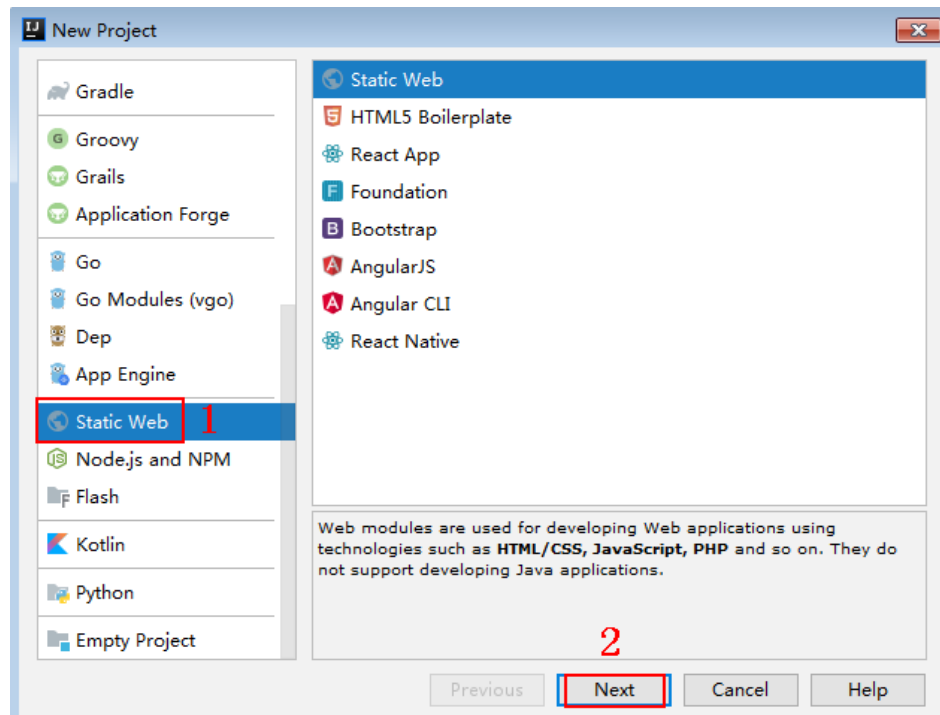 New Project
Gradle
Groovy
Grails
Application Forge
Go
Go Modules (vgo)
Dep
App Engine
Static Web 1
Node.js and NPM
Flash
Kotlin
Python
Empty Project
Static Web
HTML5 Boilerplate
React App
Foundation
Bootstrap
AngularJS
Angular CLI
React Native
Web modules are used for developing Web applications using
technologies such as HTML/CSS, JavaScript, PHP and so on. They do
not support developing Java applications.
2
Previous Next Cancel Help